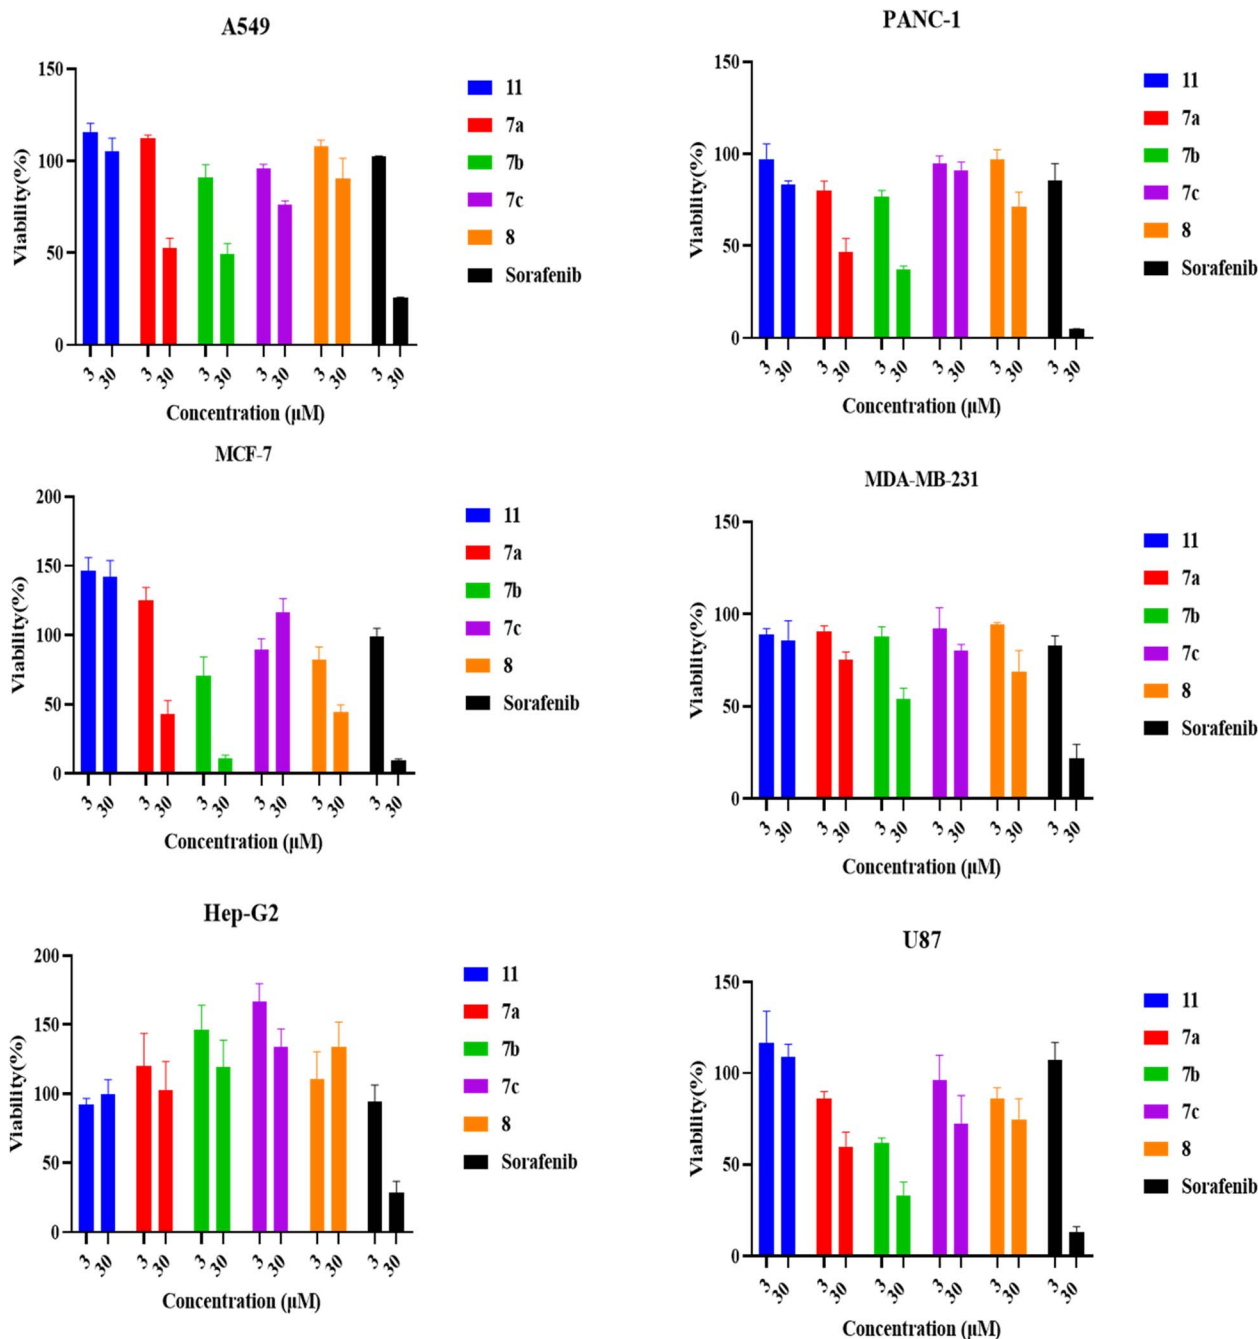 A549
Viability(%)
150
100
50
0
3 30 3 30 3 30 3 30 3 30 3 30
Concentration (μM)
11
7a
7b
7c
8
Sorafenib
PANC-1
Viability(%)
150
100
50
0
3 30 3 30 3 30 3 30 3 30 3 30
Concentration (μM)
11
7a
7b
7c
8
Sorafenib
MCF-7
Viability(%)
200
150
100
50
0
3 30 3 30 3 30 3 30 3 30 3 30
Concentration (μM)
11
7a
7b
7c
8
Sorafenib
MDA-MB-231
Viability(%)
150
100
50
0
3 30 3 30 3 30 3 30 3 30 3 30
Concentration (μM)
11
7a
7b
7c
8
Sorafenib
Hep-G2
Viability(%)
200
150
100
50
0
3 30 3 30 3 30 3 30 3 30 3 30
Concentration (μM)
11
7a
7b
7c
8
Sorafenib
U87
Viability(%)
150
100
50
0
3 30 3 30 3 30 3 30 3 30 3 30
Concentration (μM)
11
7a
7b
7c
8
Sorafenib